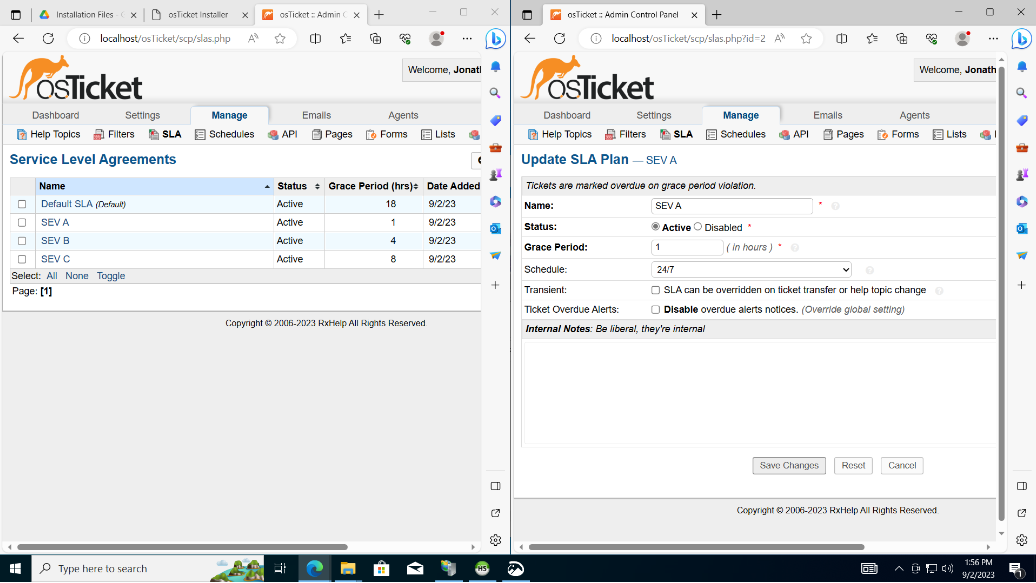 Installation Files - G
osTicket Installer
osTicket :: Admin C
localhost/osTicket/scp/slas.php
osTicket
Welcome, Jonath
Dashboard Settings Manage Emails Agents
Help Topics Filters SLA Schedules API Pages Forms Lists
Service Level Agreements
Name Status Grace Period (hrs) Date Added
Default SLA (Default) Active 18 9/2/23
SEV A Active 1 9/2/23
SEV B Active 4 9/2/23
SEV C Active 8 9/2/23
Select: All None Toggle
Page: [1]
Copyright © 2006-2023 RxHelp All Rights Reserved
osTicket :: Admin Control Panel
localhost/osTicket/scp/slas.php?id=2
osTicket
Welcome, Jonath
Dashboard Settings Manage Emails Agents
Help Topics Filters SLA Schedules API Pages Forms Lists
Update SLA Plan — SEV A
Tickets are marked overdue on grace period violation.
Name: SEV A *
Status: Active Disabled *
Grace Period: 1 ( in hours ) *
Schedule: 24/7
Transient: SLA can be overridden on ticket transfer or help topic change
Ticket Overdue Alerts: Disable overdue alerts notices. (Override global setting)
Internal Notes: Be liberal, they're internal
Save Changes Reset Cancel
Copyright © 2006-2023 RxHelp All Rights Reserved.
Type here to search
HS
1:56 PM
9/2/2023
1